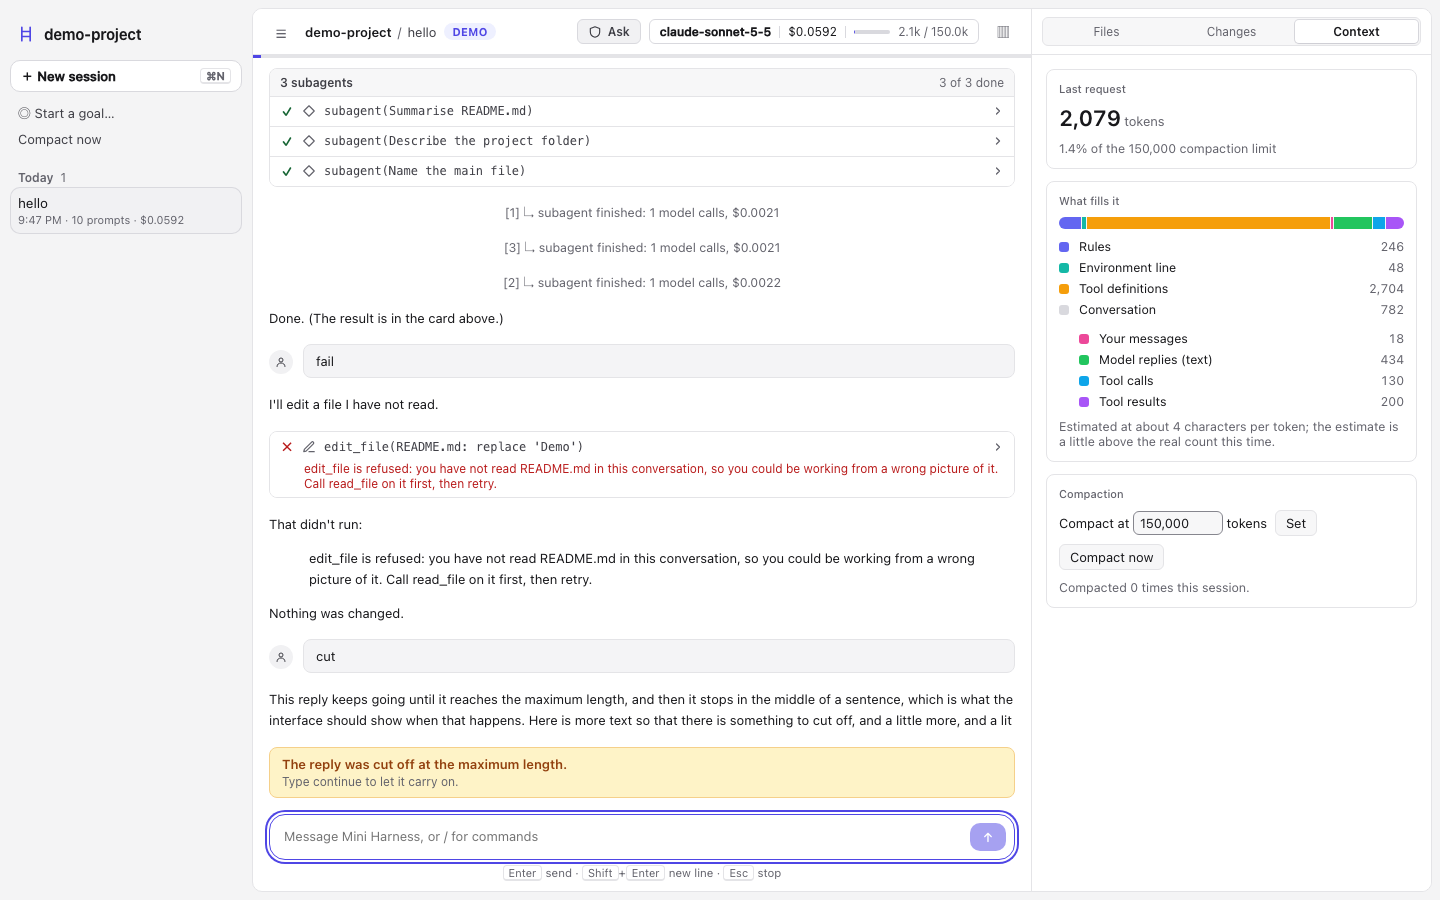 demo-project
+ New session ⌘N
Start a goal...
Compact now
Today 1
hello
9:47 PM · 10 prompts · $0.0592
demo-project / hello DEMO
Ask
claude-sonnet-5-5 $0.0592 2.1k / 150.0k
3 subagents 3 of 3 done
subagent(Summarise README.md)
subagent(Describe the project folder)
subagent(Name the main file)
[1] subagent finished: 1 model calls, $0.0021
[3] subagent finished: 1 model calls, $0.0021
[2] subagent finished: 1 model calls, $0.0022
Done. (The result is in the card above.)
fail
I'll edit a file I have not read.
edit_file(README.md: replace 'Demo')
edit_file is refused: you have not read README.md in this conversation, so you could be working from a wrong picture of it.
Call read_file on it first, then retry.
That didn't run:
edit_file is refused: you have not read README.md in this conversation, so you could be working from a wrong
picture of it. Call read_file on it first, then retry.
Nothing was changed.
cut
This reply keeps going until it reaches the maximum length, and then it stops in the middle of a sentence, which is what the
interface should show when that happens. Here is more text so that there is something to cut off, and a little more, and a lit
The reply was cut off at the maximum length.
Type continue to let it carry on.
Message Mini Harness, or / for commands
Enter send · Shift+Enter new line · Esc stop
Files Changes Context
Last request
2,079 tokens
1.4% of the 150,000 compaction limit
What fills it
Rules 246
Environment line 48
Tool definitions 2,704
Conversation 782
Your messages 18
Model replies (text) 434
Tool calls 130
Tool results 200
Estimated at about 4 characters per token; the estimate is
a little above the real count this time.
Compaction
Compact at 150,000 tokens Set
Compact now
Compacted 0 times this session.